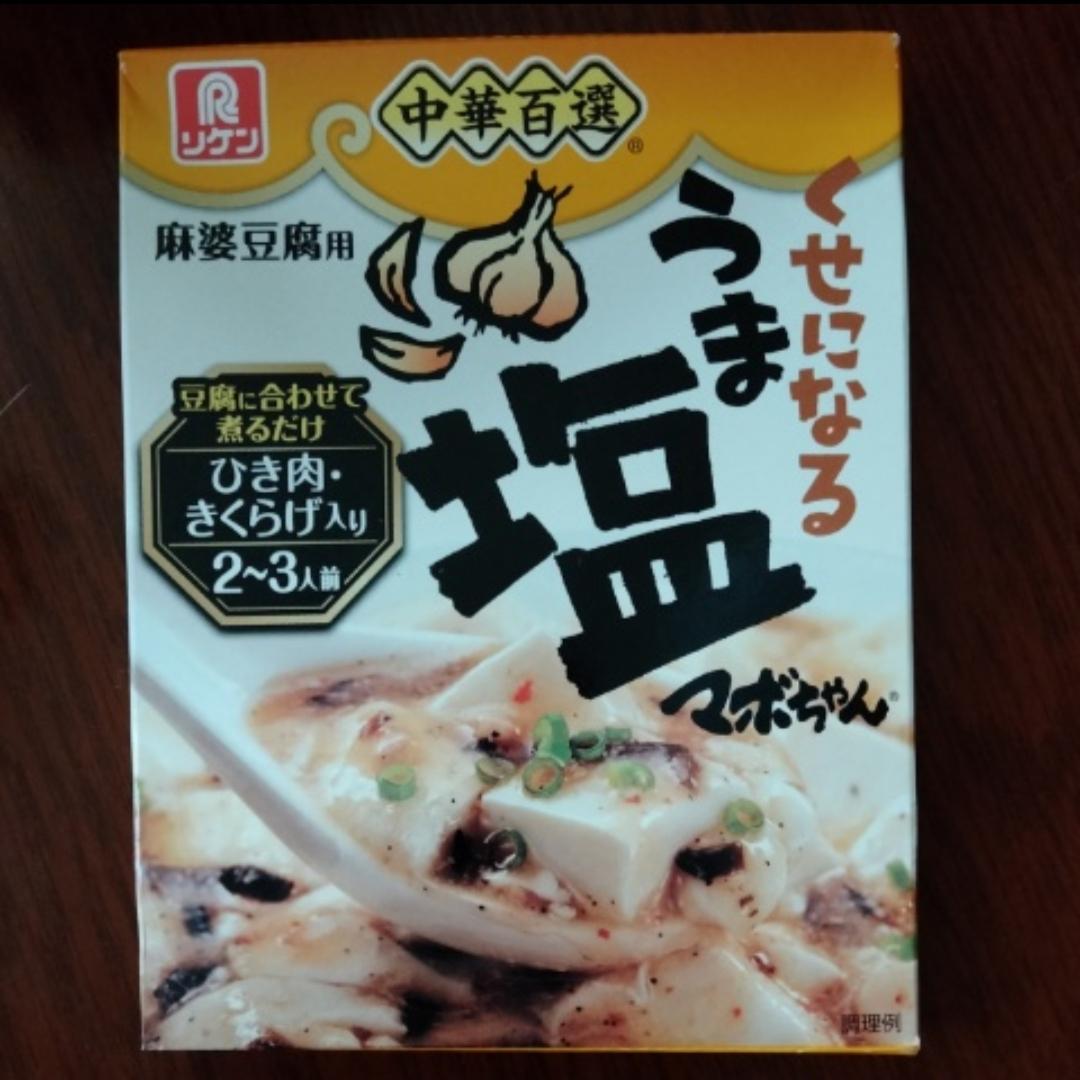 R
リケン
中華百選®
麻婆豆腐用
くせになる
うま
塩
マボちゃん®
豆腐に合わせて
煮るだけ
ひき肉・
きくらげ入り
2~3人前
調理例